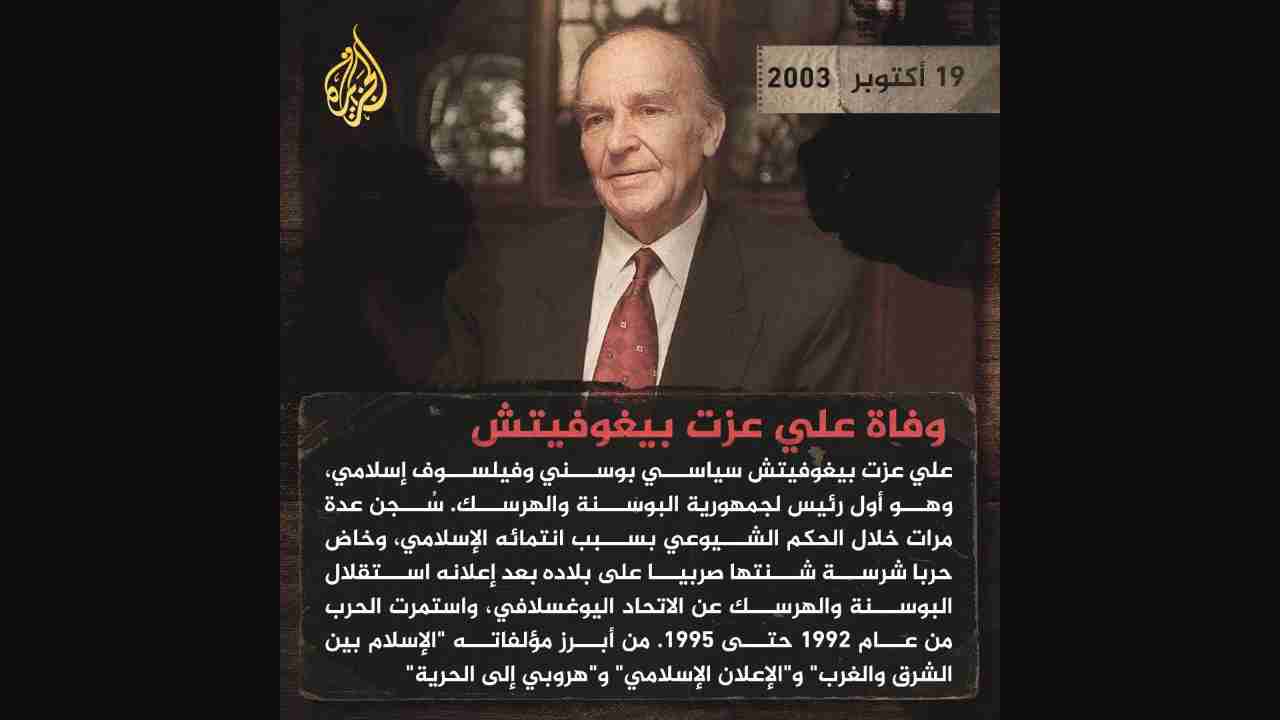 الجزيرة
19 أكتوبر 2003
وفاة علي عزت بيغوفيتش
علي عزت بيغوفيتش سياسي بوسني وفيلسوف إسلامي،
وهو أول رئيس لجمهورية البوسنة والهرسك. سُجن عدة
مرات خلال الحكم الشيوعي بسبب انتمائه الإسلامي، وخاض
حربا شرسة شنتها صربيا على بلاده بعد إعلانه استقلال
البوسنة والهرسك عن الاتحاد اليوغسلافي، واستمرت الحرب
من عام 1992 حتى 1995. من أبرز مؤلفاته "الإسلام بين
الشرق والغرب" و"الإعلان الإسلامي" و"هروبي إلى الحرية"